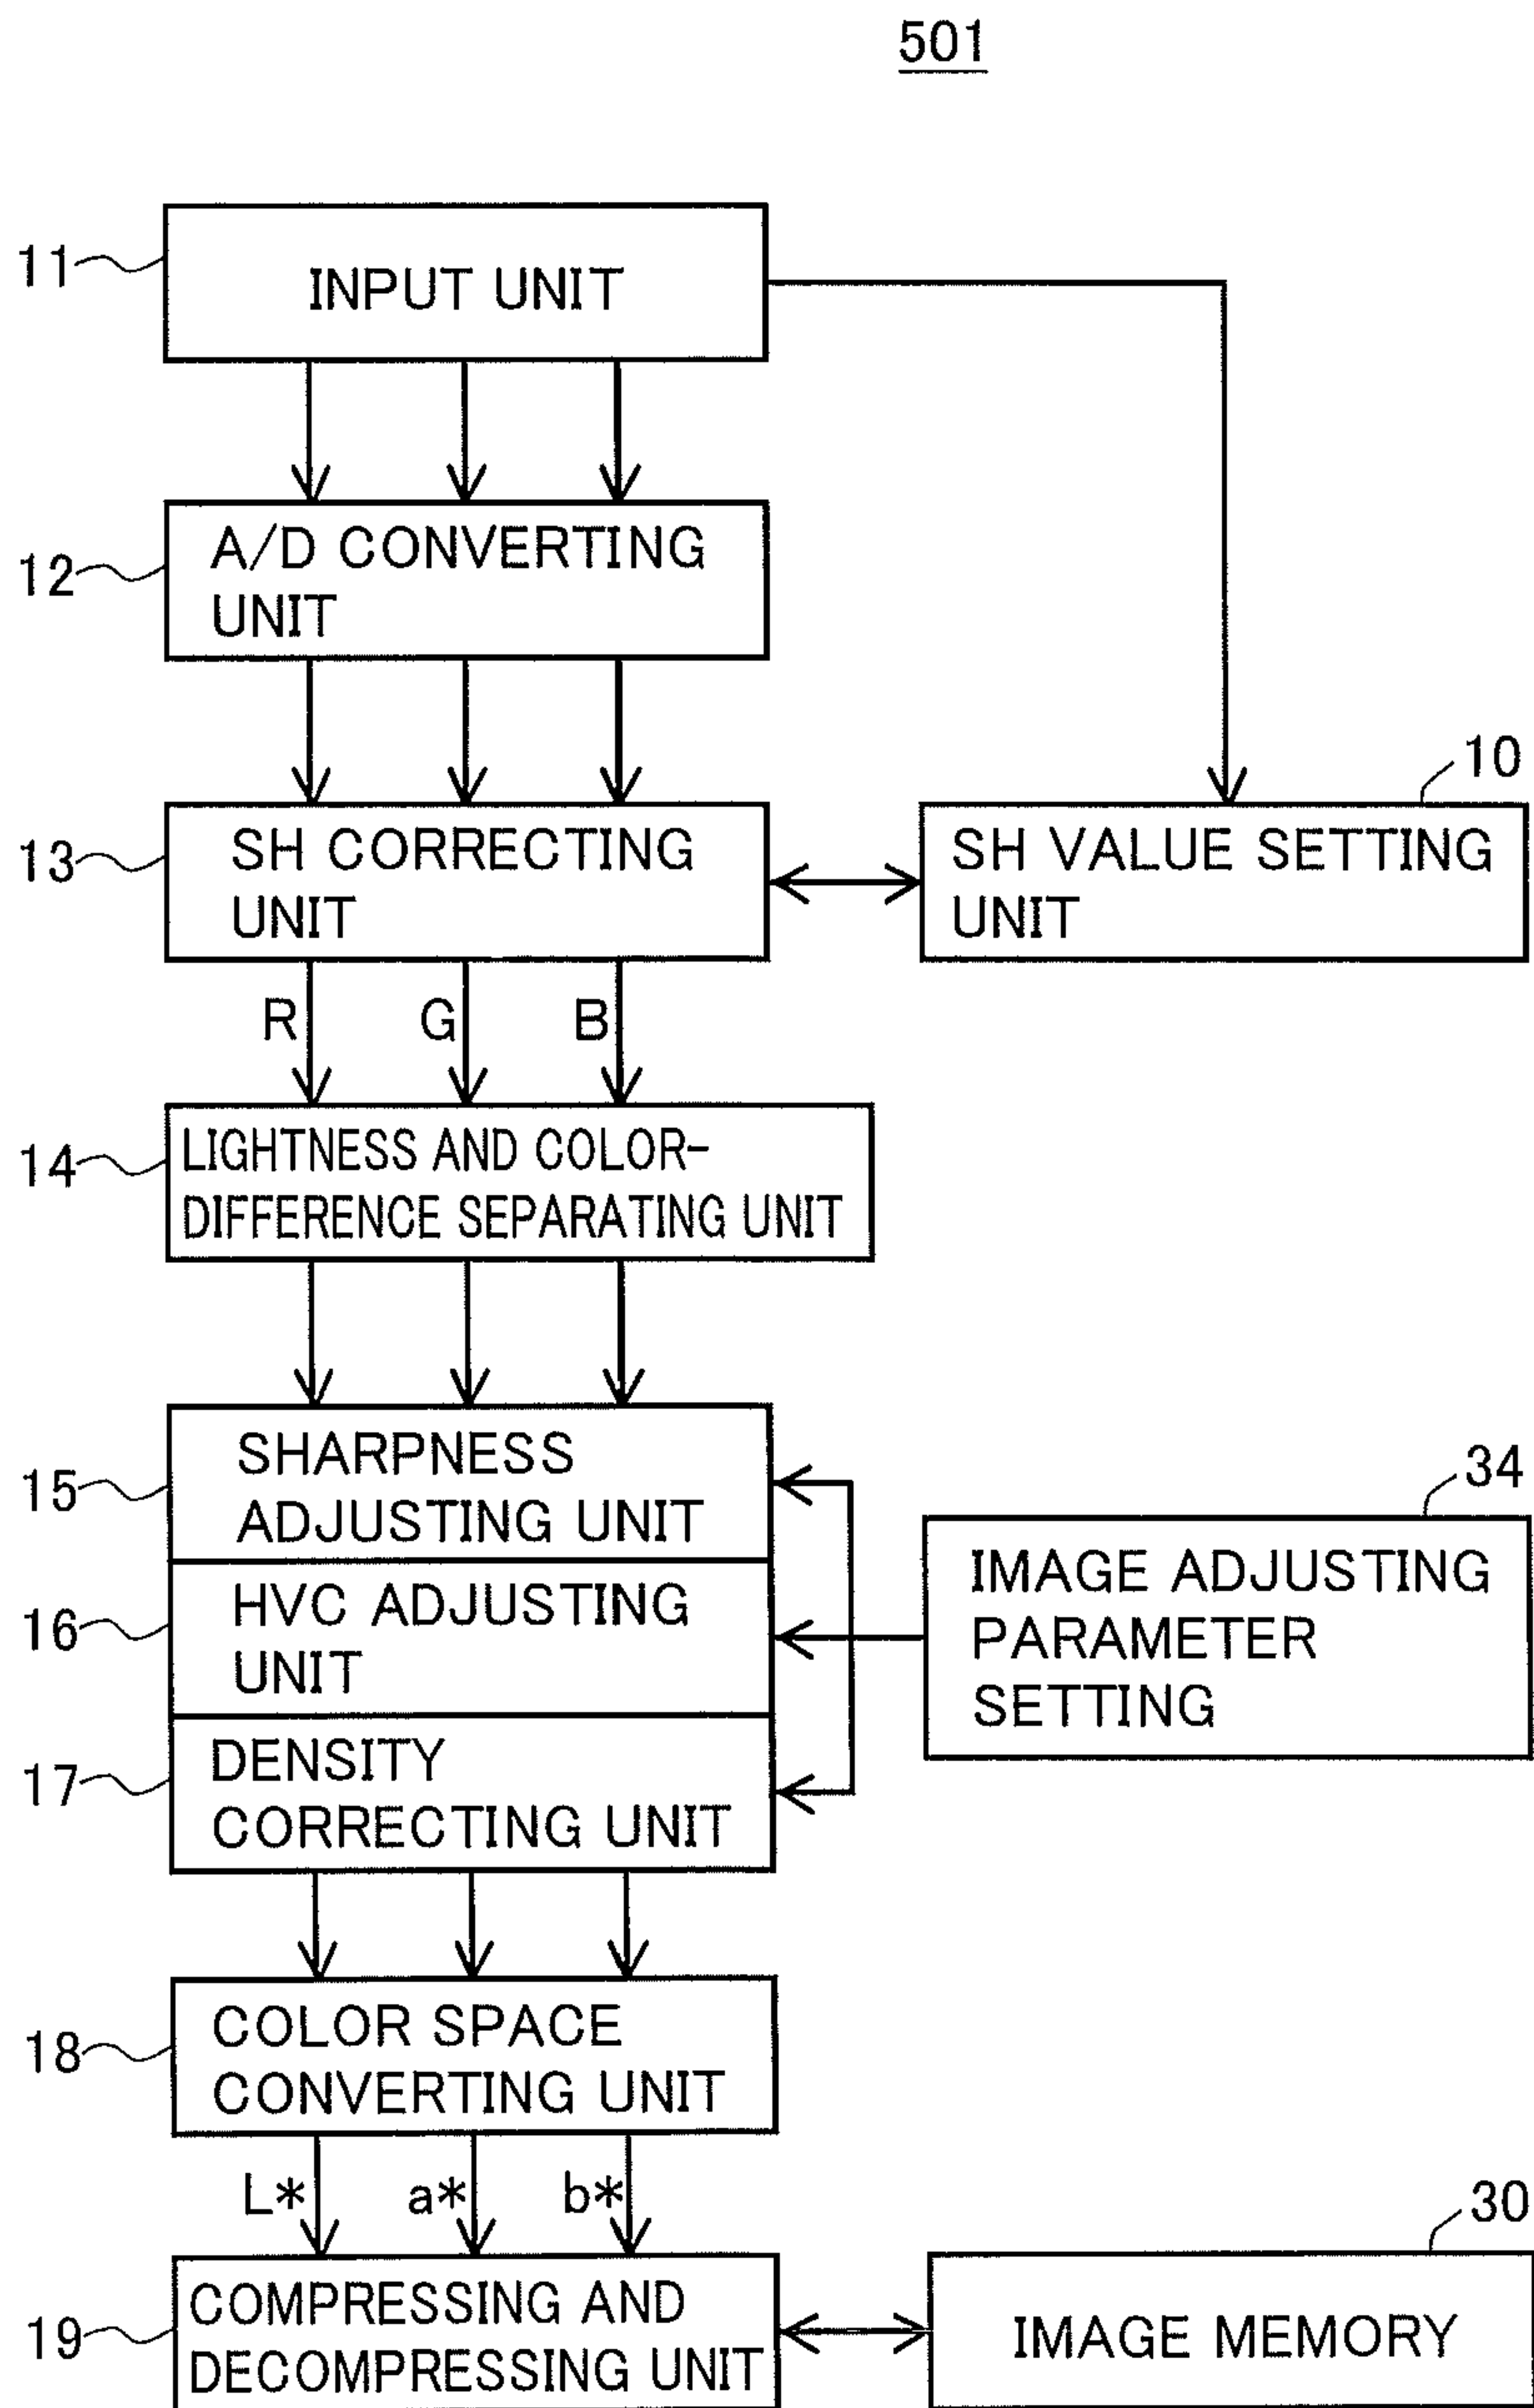 501
11
INPUT UNIT
12
A/D CONVERTING
UNIT
13
SH CORRECTING
UNIT
10
SH VALUE SETTING
UNIT
R G B
14
LIGHTNESS AND COLOR-
DIFFERENCE SEPARATING UNIT
15
SHARPNESS
ADJUSTING UNIT
16
HVC ADJUSTING
UNIT
17
DENSITY
CORRECTING UNIT
34
IMAGE ADJUSTING
PARAMETER
SETTING
18
COLOR SPACE
CONVERTING UNIT
L* a* b*
19
COMPRESSING AND
DECOMPRESSING UNIT
30
IMAGE MEMORY